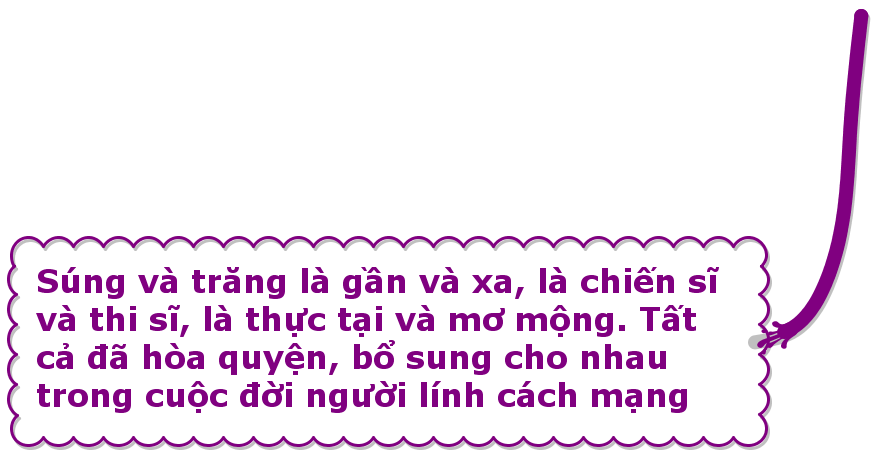 Súng và trăng là gần và xa, là chiến sĩ
và thi sĩ, là thực tại và mơ mộng. Tất
cả đã hòa quyện, bổ sung cho nhau
trong cuộc đời người lính cách mạng